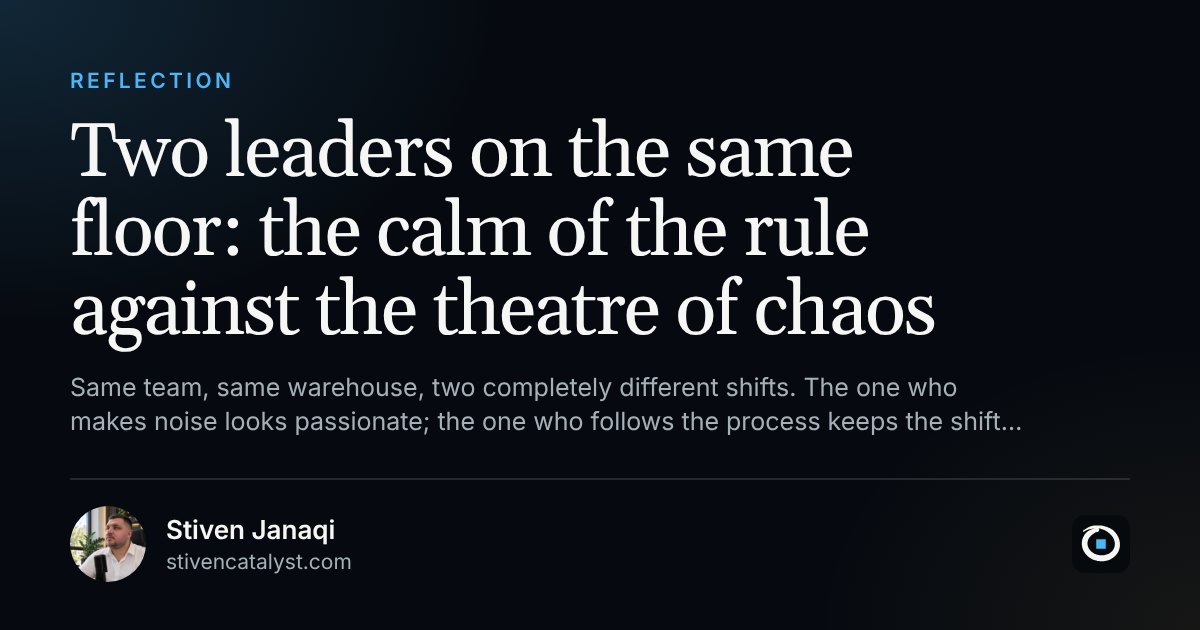 REFLECTION
Two leaders on the same
floor: the calm of the rule
against the theatre of chaos
Same team, same warehouse, two completely different shifts. The one who
makes noise looks passionate; the one who follows the process keeps the shift...
Stiven Janaqi
stivencatalyst.com